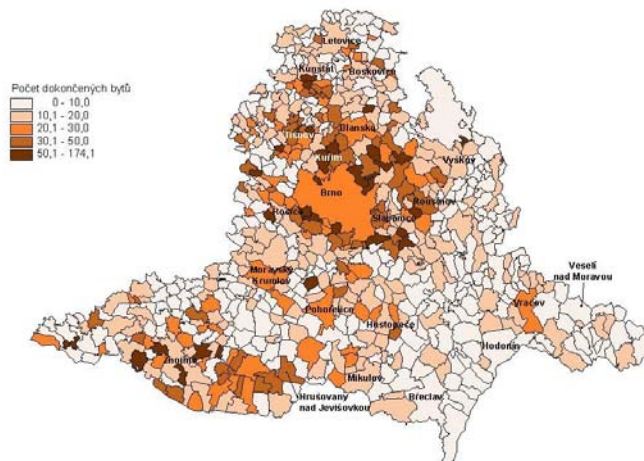 Letovice
Kunštát
Boskovice
Počet dokončených bytů
0 - 10,0
10,1 - 20,0
20,1 - 30,0
30,1 - 50,0
50,1 - 174,1
Blansko
Tišnov
Kuřim
Vyškov
Brno
Rousínov
Rosice
Šlapanice
Veselí
nad Moravou
Moravský
Krumlov
Pohořelice
Vracov
Hustopeče
Hodonín
Znojmo
Mikulov
Hrušovany
nad Jevišovkou
Břeclav